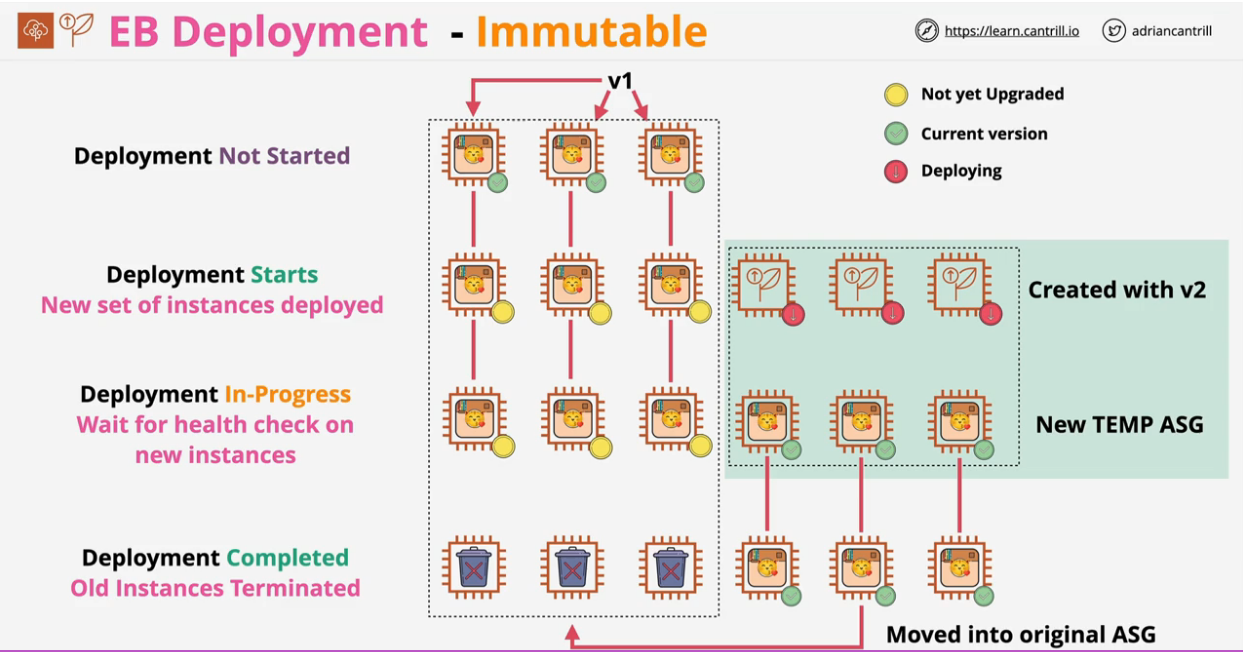 EB Deployment - Immutable
https://learn.cantrill.io
adriancantrill
v1
Not yet Upgraded
Current version
Deploying
Deployment Not Started
Deployment Starts
New set of instances deployed
Created with v2
Deployment In-Progress
Wait for health check on
new instances
New TEMP ASG
Deployment Completed
Old Instances Terminated
Moved into original ASG